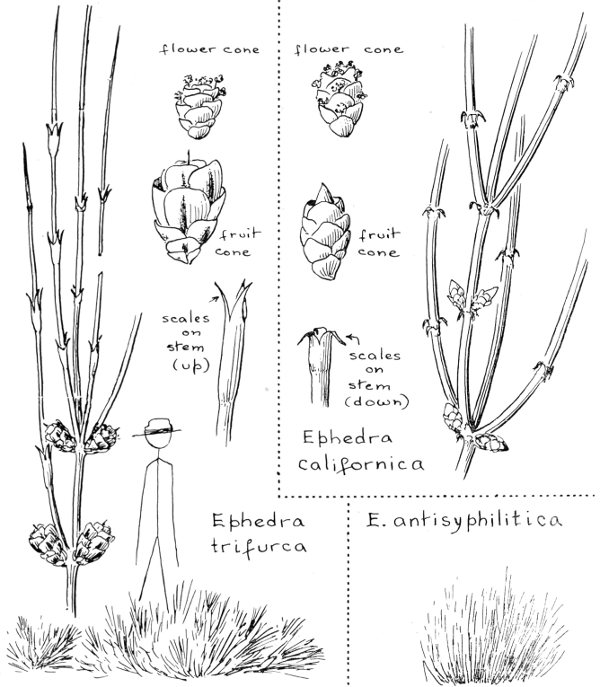 flower cone
fruit
cone
scales
on
stem
(up)
Ephedra
trifurca
flower cone
fruit
cone
scales
on
stem
(down)
Ephedra
californica
E. antisyphilitica